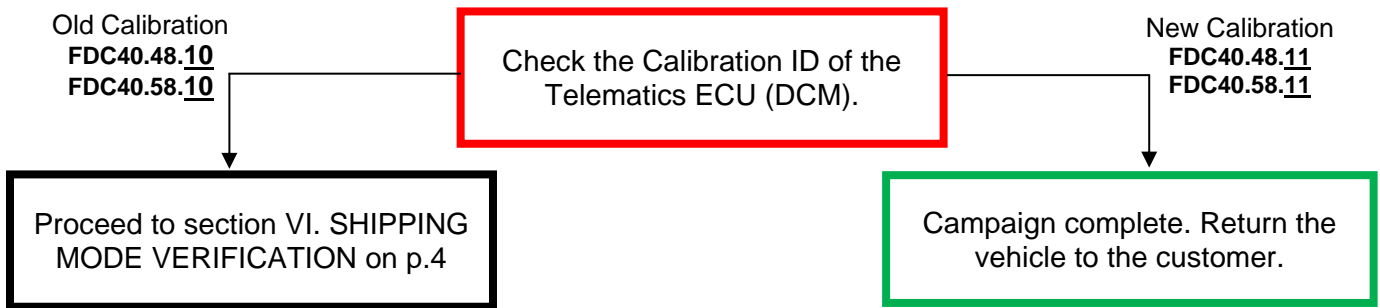 Old Calibration
FDC40.48.10
FDC40.58.10
Check the Calibration ID of the
Telematics ECU (DCM).
New Calibration
FDC40.48.11
FDC40.58.11
Proceed to section VI. SHIPPING
MODE VERIFICATION on p.4
Campaign complete. Return the
vehicle to the customer.